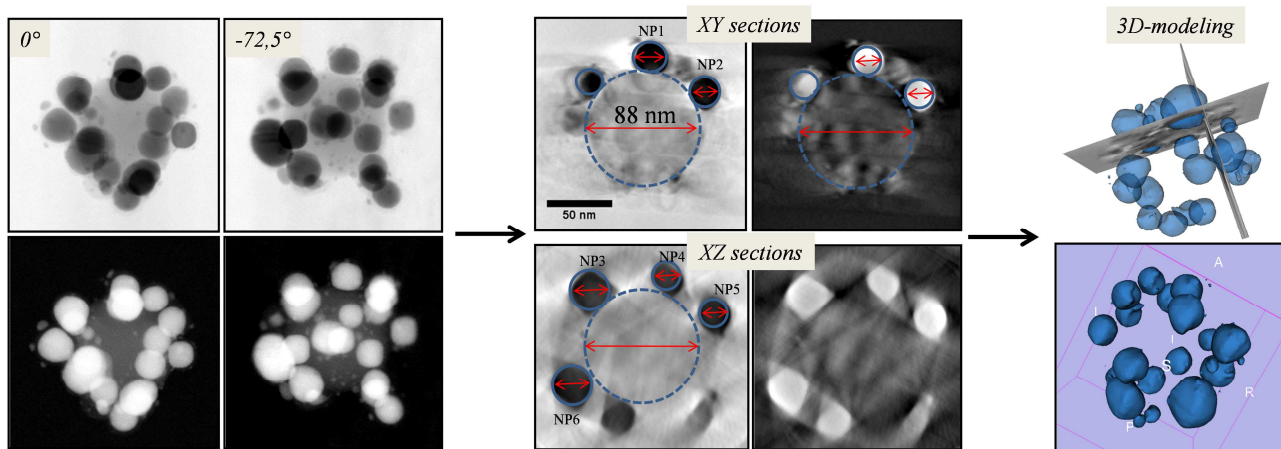 0°
-72,5°
XY sections
NP1
NP2
88 nm
50 nm
XZ sections
NP3
NP4
NP5
NP6
3D-modeling
A
I
I
S
R
P